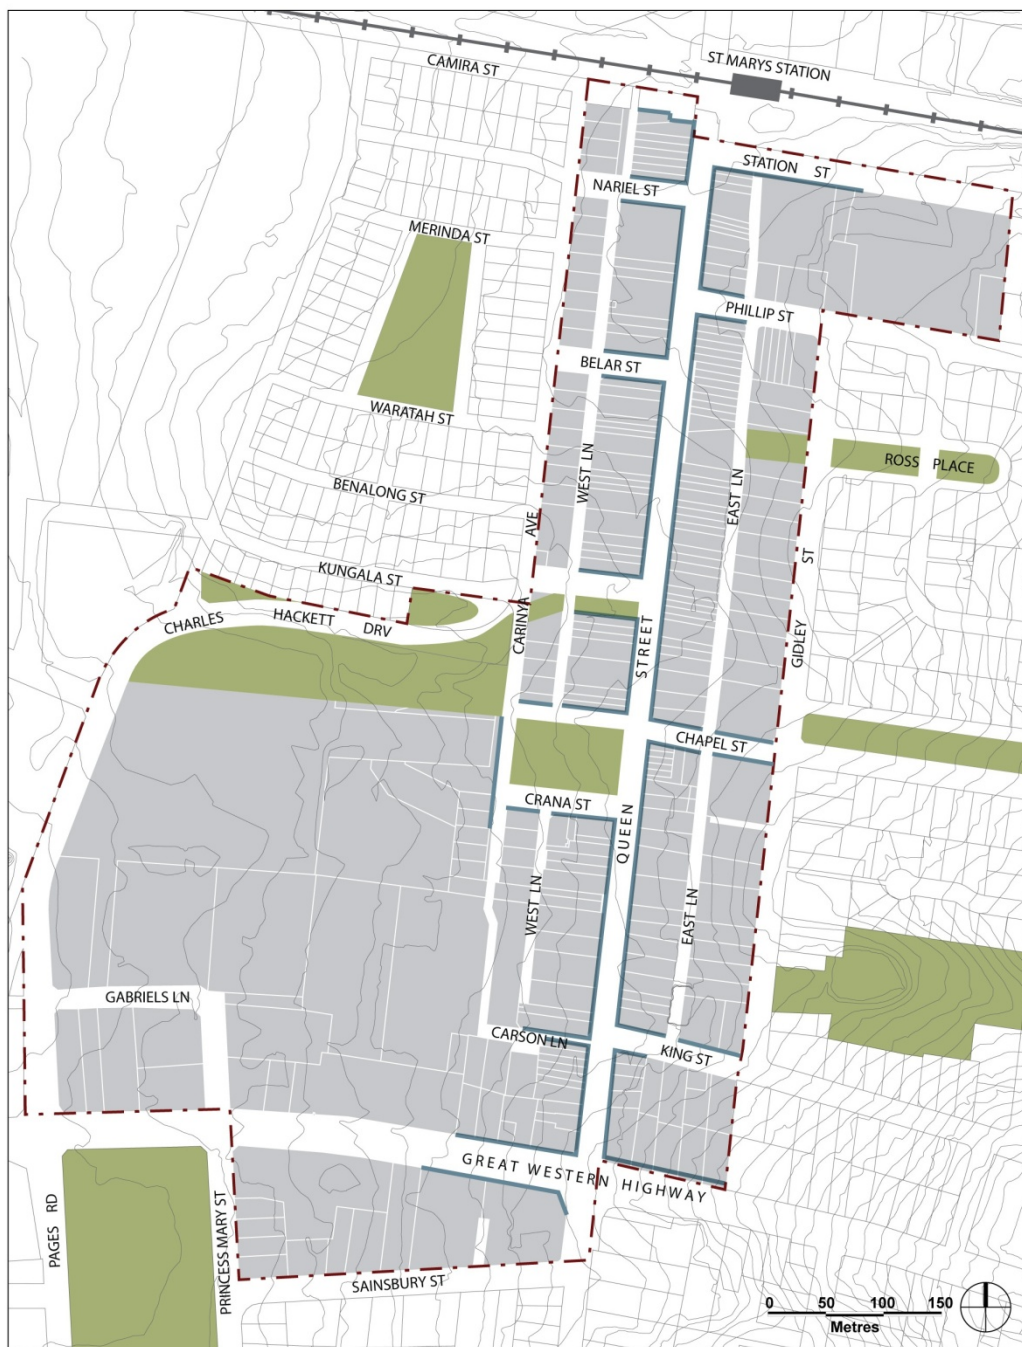 CAMIRA ST
ST MARYS STATION
STATION ST
NARIEL ST
MERINDA ST
PHILLIP ST
BELAR ST
WARATAH ST
ROSS PLACE
WEST LN
EAST LN
BENALONG ST
AVE
ST
KUNGALA ST
CHARLES HACKETT DRV
CARINYA
STREET
GIDLEY
CHAPEL ST
CRANA ST
QUEEN
WEST LN
EAST LN
GABRIELS LN
CARSON LN
KING ST
GREAT WESTERN HIGHWAY
PAGES RD
PRINCESS MARY ST
SAINSBURY ST
0 50 100 150
Metres